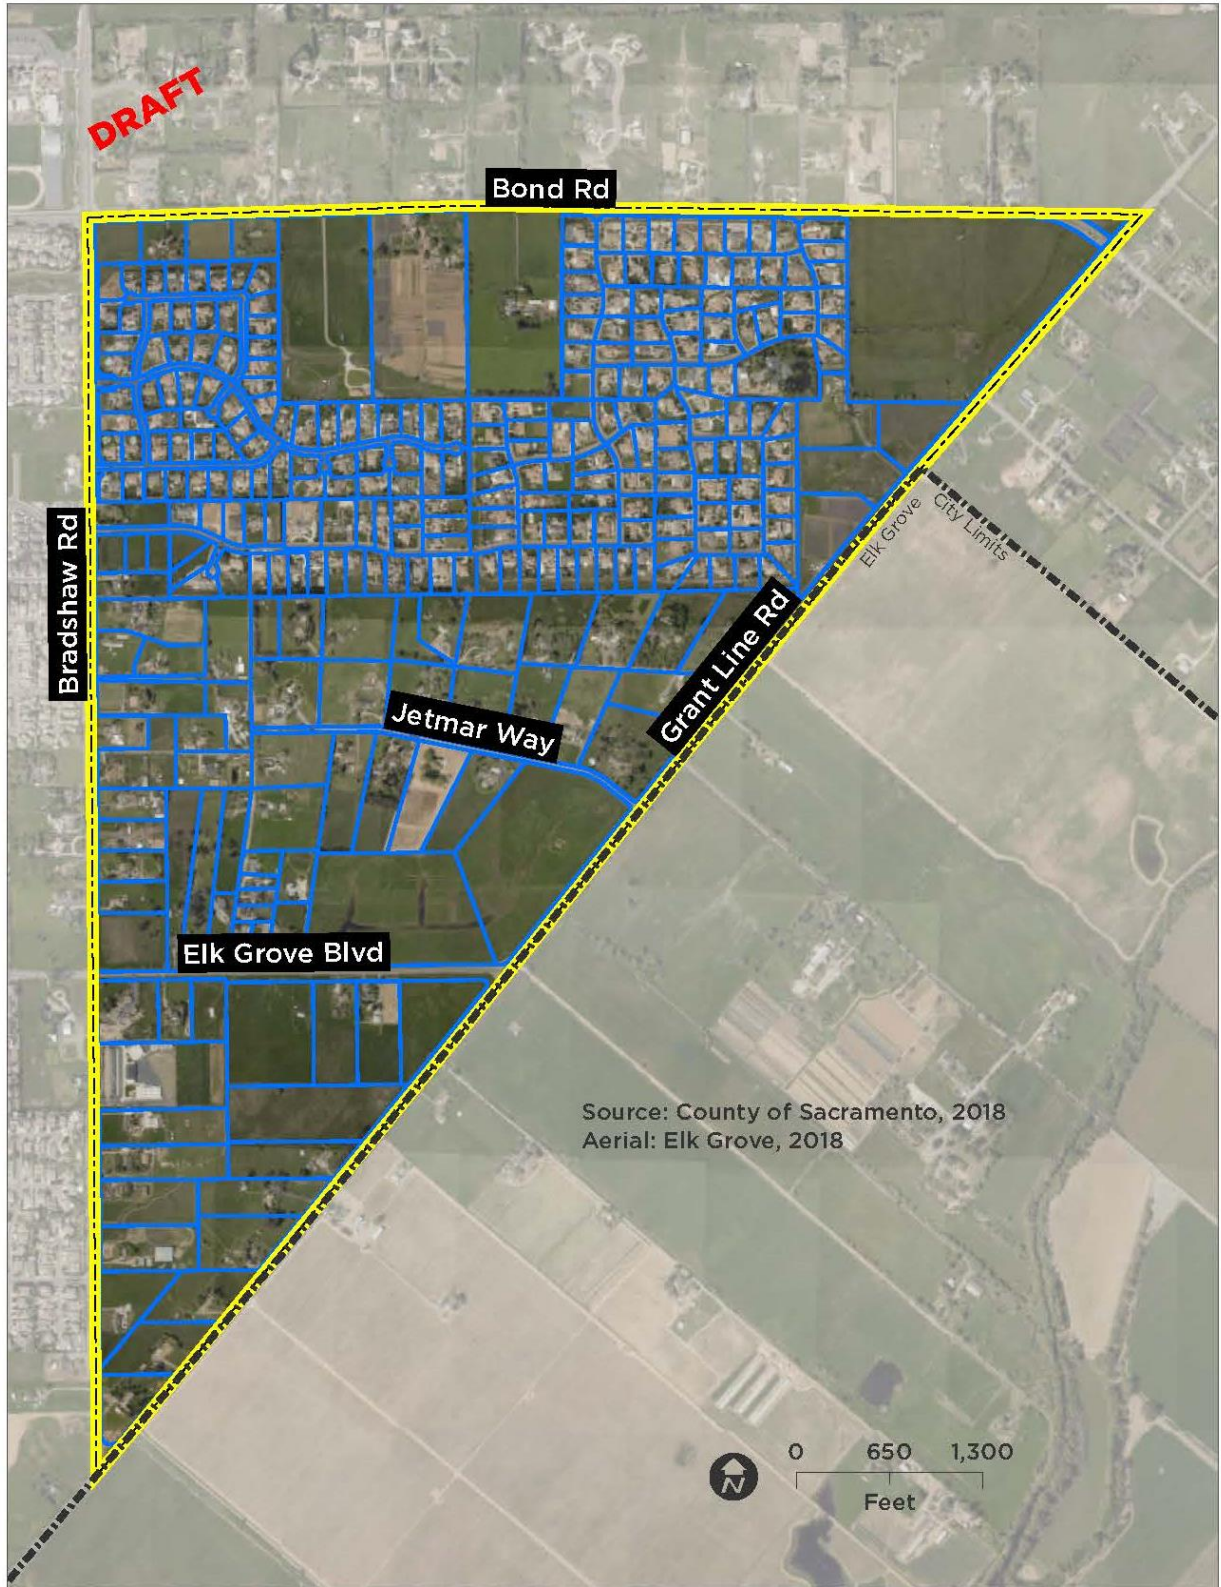 DRAFT
Bond Rd
Bradshaw Rd
Elk Grove
City Limits
Grant Line Rd
Jetmar Way
Elk Grove Blvd
Source: County of Sacramento, 2018
Aerial: Elk Grove, 2018
N
0 650 1,300
Feet